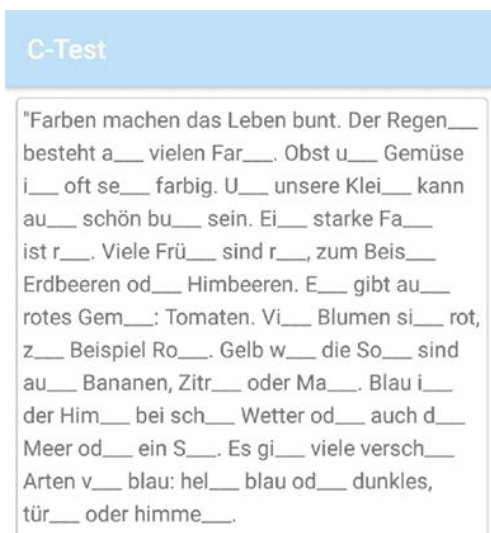 C-Test
"Farben machen das Leben bunt. Der Regen___
besteht a___ vielen Far___. Obst u___ Gemüse
i___ oft se___ farbig. U___ unsere Klei___ kann
au___ schön bu___ sein. Ei___ starke Fa___
ist r___. Viele Frü___ sind r___, zum Beis___
Erdbeeren od___ Himbeeren. E___ gibt au___
rotes Gem___: Tomaten. Vi___ Blumen si___ rot,
z___ Beispiel Ro___. Gelb w___ die So___ sind
au___ Bananen, Zitr___ oder Ma___. Blau i___
der Him___ bei sch___ Wetter od___ auch d___
Meer od___ ein S___. Es gi___ viele versch___
Arten v___ blau: hel___ blau od___ dunkles,
tür___ oder himme___.